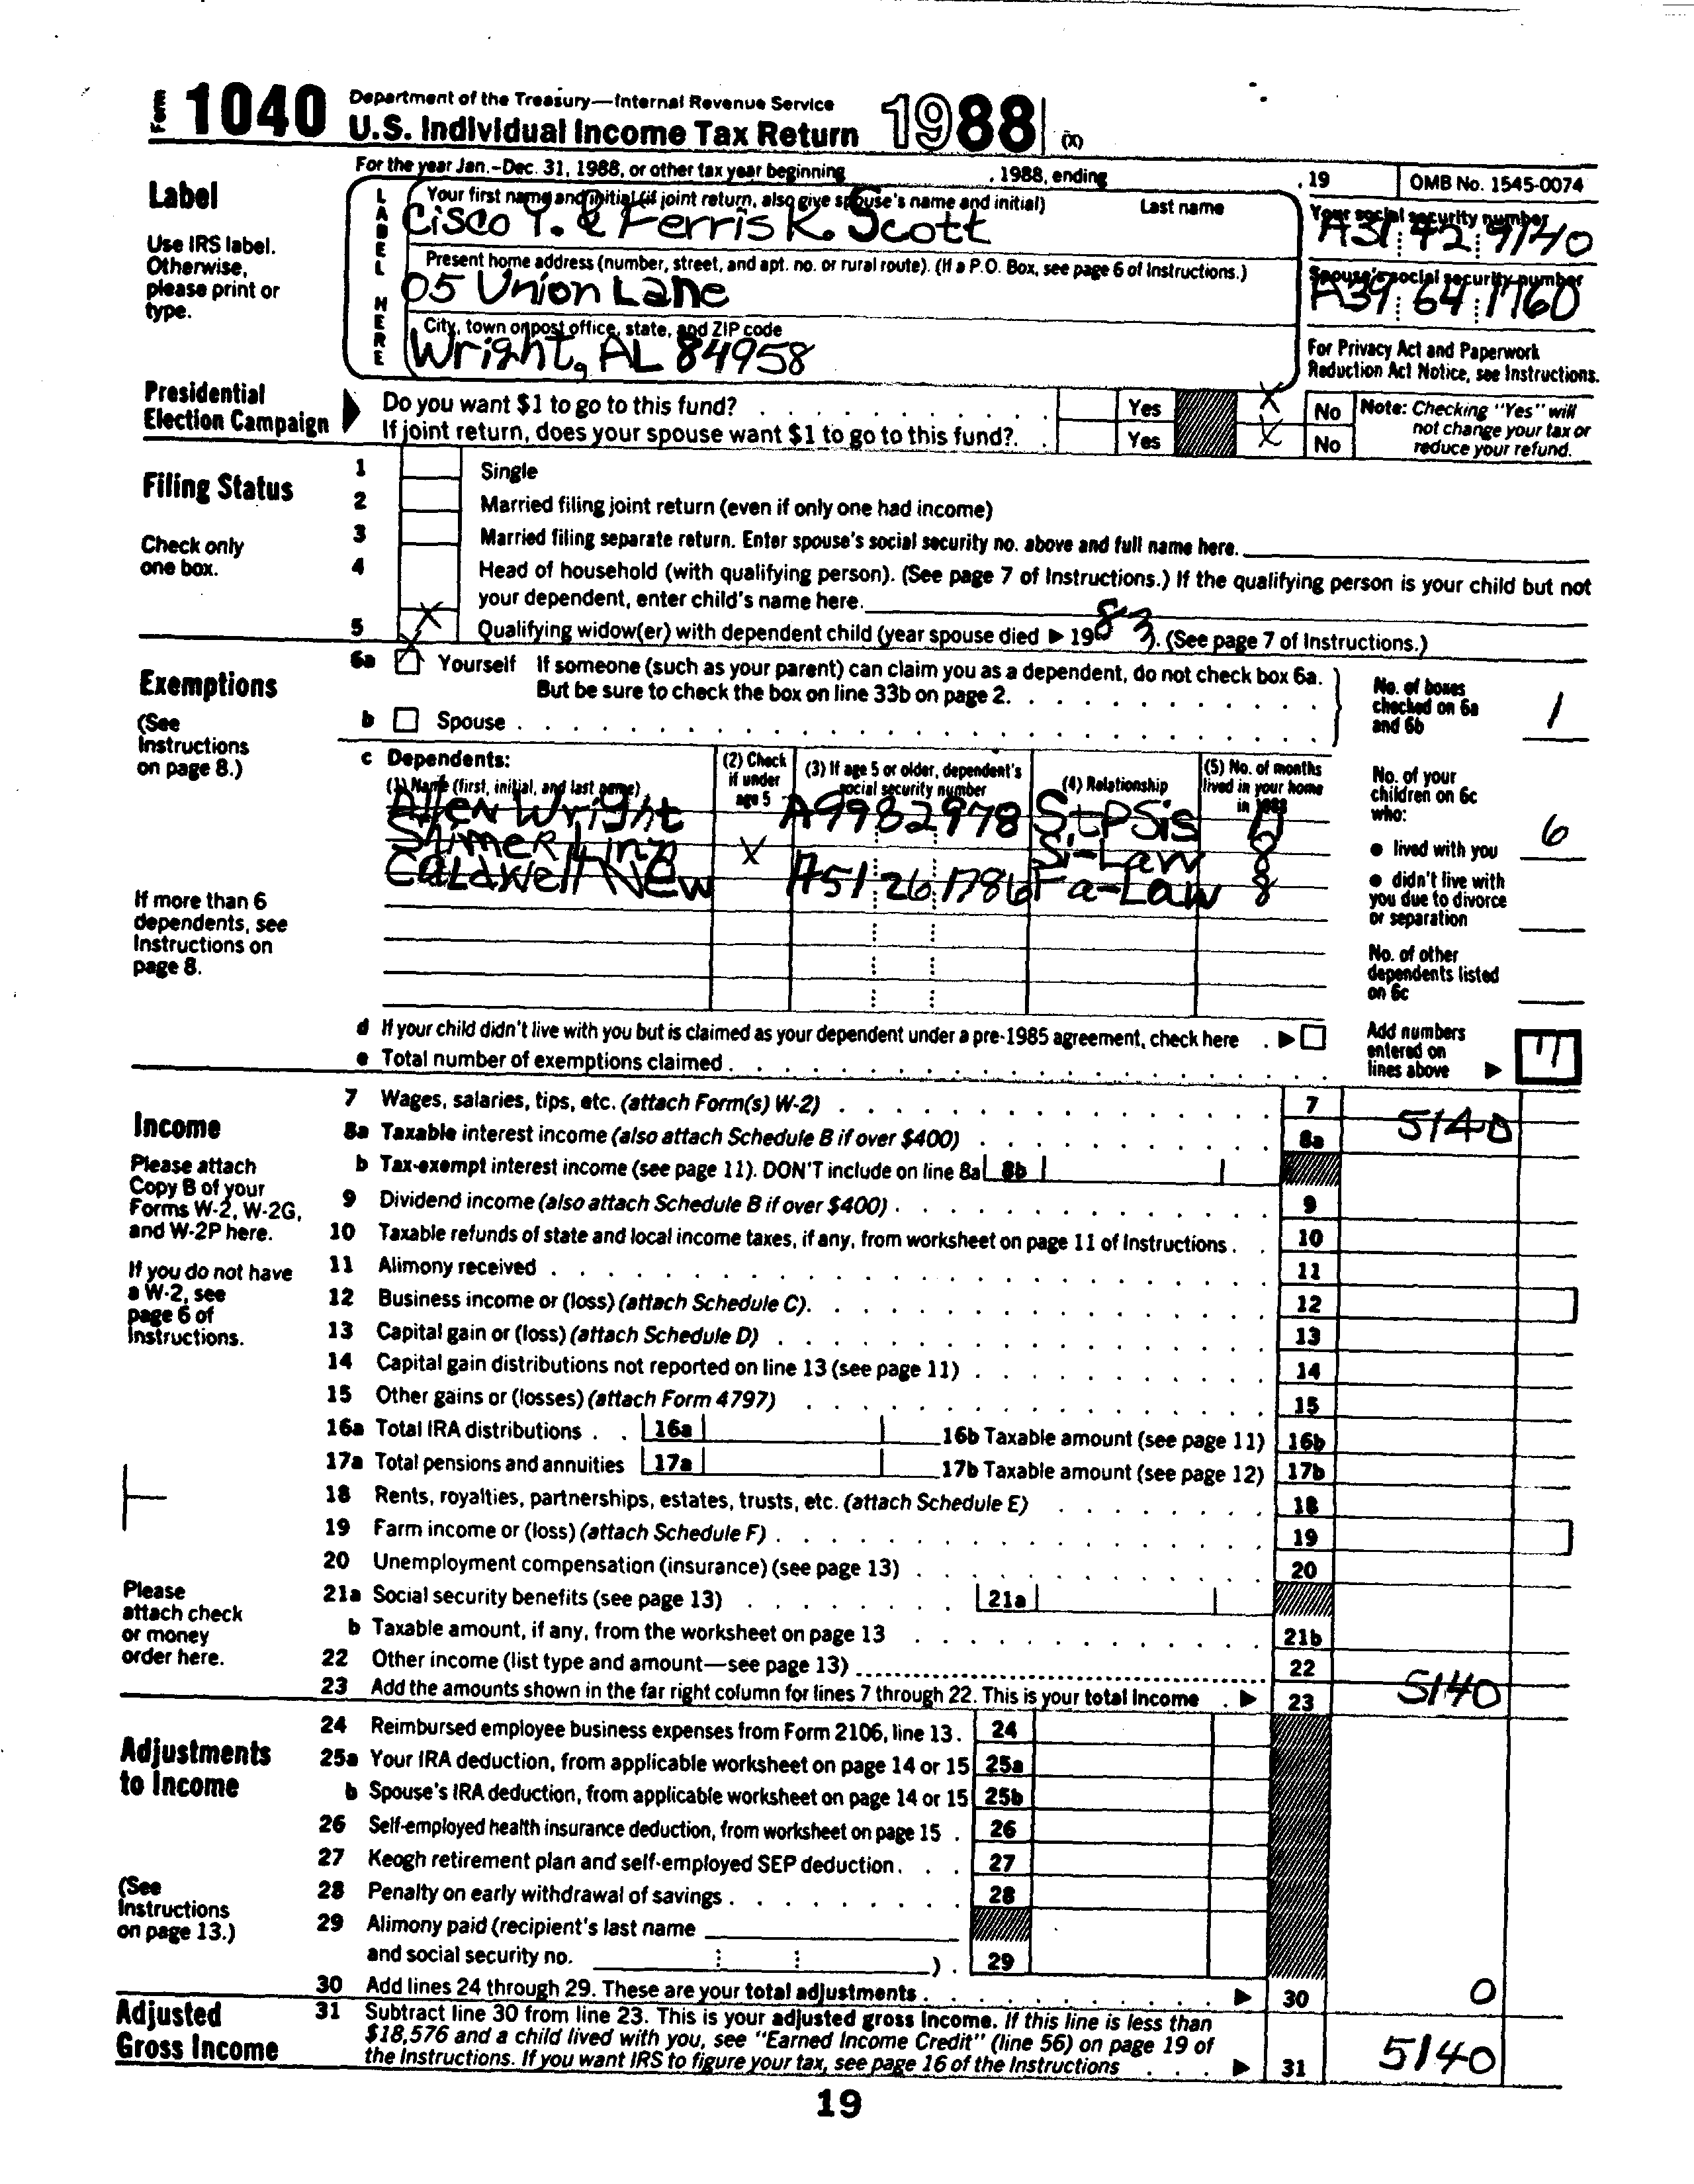 Form 1040 Department of the Treasury—Internal Revenue Service
U.S. Individual Income Tax Return 1988 (X)
For the year Jan.-Dec. 31, 1988, or other tax year beginning , 1988, ending , 19 OMB No. 1545-0074
Label
Use IRS label.
Otherwise,
please print or
type.
LABEL HERE
Your first name and initial (if joint return, also give spouse's name and initial) Last name
Cisco Y. & Ferris K. Scott
Your social security number
A31 42 9140
Present home address (number, street, and apt. no. or rural route). (If a P.O. Box, see page 6 of Instructions.)
05 Union Lane
Spouse's social security number
A39 64 1760
City, town or post office, state, and ZIP code
Wright, AL 84958
For Privacy Act and Paperwork
Reduction Act Notice, see Instructions.
Presidential
Election Campaign
Do you want $1 to go to this fund? Yes X No
If joint return, does your spouse want $1 to go to this fund?. Yes X No
Note: Checking "Yes" will
not change your tax or
reduce your refund.
Filing Status
Check only
one box.
1 Single
2 Married filing joint return (even if only one had income)
3 Married filing separate return. Enter spouse's social security no. above and full name here.
4 Head of household (with qualifying person). (See page 7 of Instructions.) If the qualifying person is your child but not
your dependent, enter child's name here.
5 X Qualifying widow(er) with dependent child (year spouse died ▶ 19 83). (See page 7 of Instructions.)
Exemptions
(See
Instructions
on page 8.)
6a X Yourself If someone (such as your parent) can claim you as a dependent, do not check box 6a.
But be sure to check the box on line 33b on page 2.
b Spouse
No. of boxes
checked on 6a
and 6b
1
c Dependents:
(1) Name (first, initial, and last name)
(2) Check
if under
age 5
(3) If age 5 or older, dependent's
social security number
(4) Relationship
(5) No. of months
lived in your home
in 1988
Allen Wright A99 82 2978 StPSis
X Si-Law 8
Caldwell New A51 26 1786 Fa-Law 8
If more than 6
dependents, see
Instructions on
page 8.
No. of your
children on 6c
who:
● lived with you 6
● didn't live with
you due to divorce
or separation
No. of other
dependents listed
on 6c
d If your child didn't live with you but is claimed as your dependent under a pre-1985 agreement, check here . ▶
e Total number of exemptions claimed
Add numbers
entered on
lines above ▶ 7
Income
Please attach
Copy B of your
Forms W-2, W-2G,
and W-2P here.
If you do not have
a W-2, see
page 6 of
Instructions.
7 Wages, salaries, tips, etc. (attach Form(s) W-2) 7 5140
8a Taxable interest income (also attach Schedule B if over $400) 8a
b Tax-exempt interest income (see page 11). DON'T include on line 8a 8b
9 Dividend income (also attach Schedule B if over $400) 9
10 Taxable refunds of state and local income taxes, if any, from worksheet on page 11 of Instructions 10
11 Alimony received 11
12 Business income or (loss) (attach Schedule C) 12
13 Capital gain or (loss) (attach Schedule D) 13
14 Capital gain distributions not reported on line 13 (see page 11) 14
15 Other gains or (losses) (attach Form 4797) 15
16a Total IRA distributions 16a 16b Taxable amount (see page 11) 16b
17a Total pensions and annuities 17a 17b Taxable amount (see page 12) 17b
18 Rents, royalties, partnerships, estates, trusts, etc. (attach Schedule E) 18
19 Farm income or (loss) (attach Schedule F) 19
20 Unemployment compensation (insurance) (see page 13) 20
21a Social security benefits (see page 13) 21a
b Taxable amount, if any, from the worksheet on page 13 21b
22 Other income (list type and amount—see page 13) 22
23 Add the amounts shown in the far right column for lines 7 through 22. This is your total income ▶ 23 5140
Please
attach check
or money
order here.
Adjustments
to Income
(See
Instructions
on page 13.)
24 Reimbursed employee business expenses from Form 2106, line 13. 24
25a Your IRA deduction, from applicable worksheet on page 14 or 15 25a
b Spouse's IRA deduction, from applicable worksheet on page 14 or 15 25b
26 Self-employed health insurance deduction, from worksheet on page 15 . 26
27 Keogh retirement plan and self-employed SEP deduction 27
28 Penalty on early withdrawal of savings 28
29 Alimony paid (recipient's last name
and social security no. ). 29
30 Add lines 24 through 29. These are your total adjustments ▶ 30 0
Adjusted
Gross Income
31 Subtract line 30 from line 23. This is your adjusted gross income. If this line is less than
$18,576 and a child lived with you, see "Earned Income Credit" (line 56) on page 19 of
the Instructions. If you want IRS to figure your tax, see page 16 of the Instructions ▶ 31 5140
19